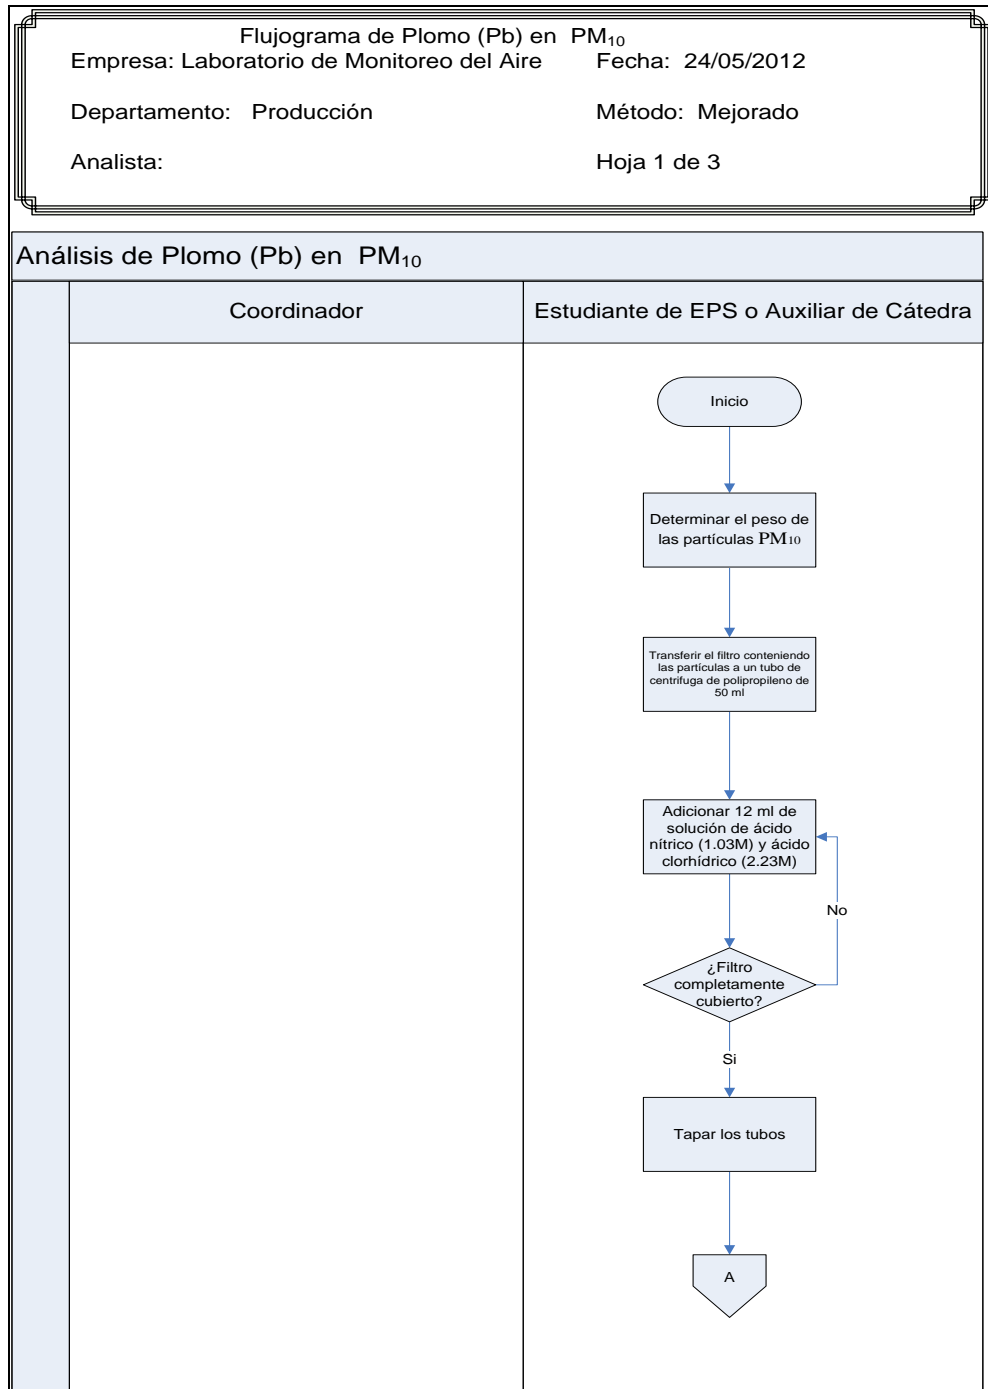 Flujograma de Plomo (Pb) en PM₁₀
Empresa: Laboratorio de Monitoreo del Aire Fecha: 24/05/2012
Departamento: Producción Método: Mejorado
Analista: Hoja 1 de 3
Análisis de Plomo (Pb) en PM₁₀
Coordinador Estudiante de EPS o Auxiliar de Cátedra
Inicio
Determinar el peso de
las partículas PM₁₀
Transferir el filtro conteniendo
las partículas a un tubo de
centrifuga de polipropileno de
50 ml
Adicionar 12 ml de
solución de ácido
nítrico (1.03M) y ácido
clorhídrico (2.23M)
No
¿Filtro
completamente
cubierto?
Si
Tapar los tubos
A